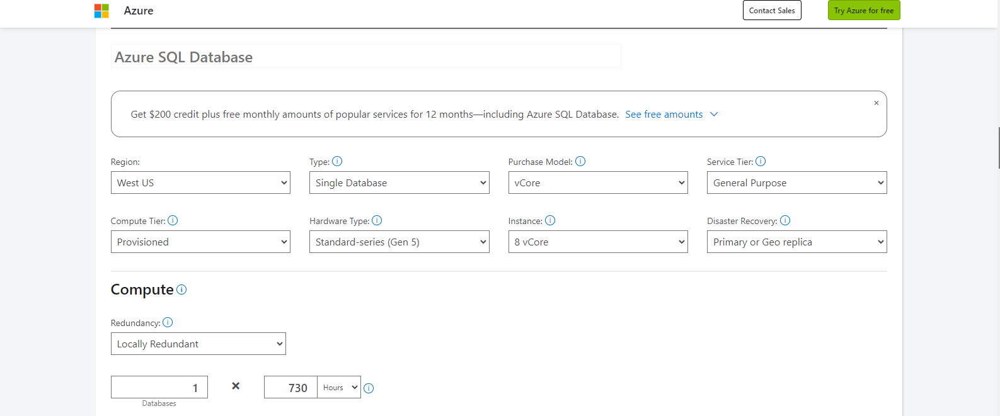 Azure
Contact Sales
Try Azure for free
Azure SQL Database
Get $200 credit plus free monthly amounts of popular services for 12 months—including Azure SQL Database. See free amounts
Region: Type: Purchase Model: Service Tier:
West US Single Database vCore General Purpose
Compute Tier: Hardware Type: Instance: Disaster Recovery:
Provisioned Standard-series (Gen 5) 8 vCore Primary or Geo replica
Compute
Redundancy:
Locally Redundant
1 × 730 Hours
Databases